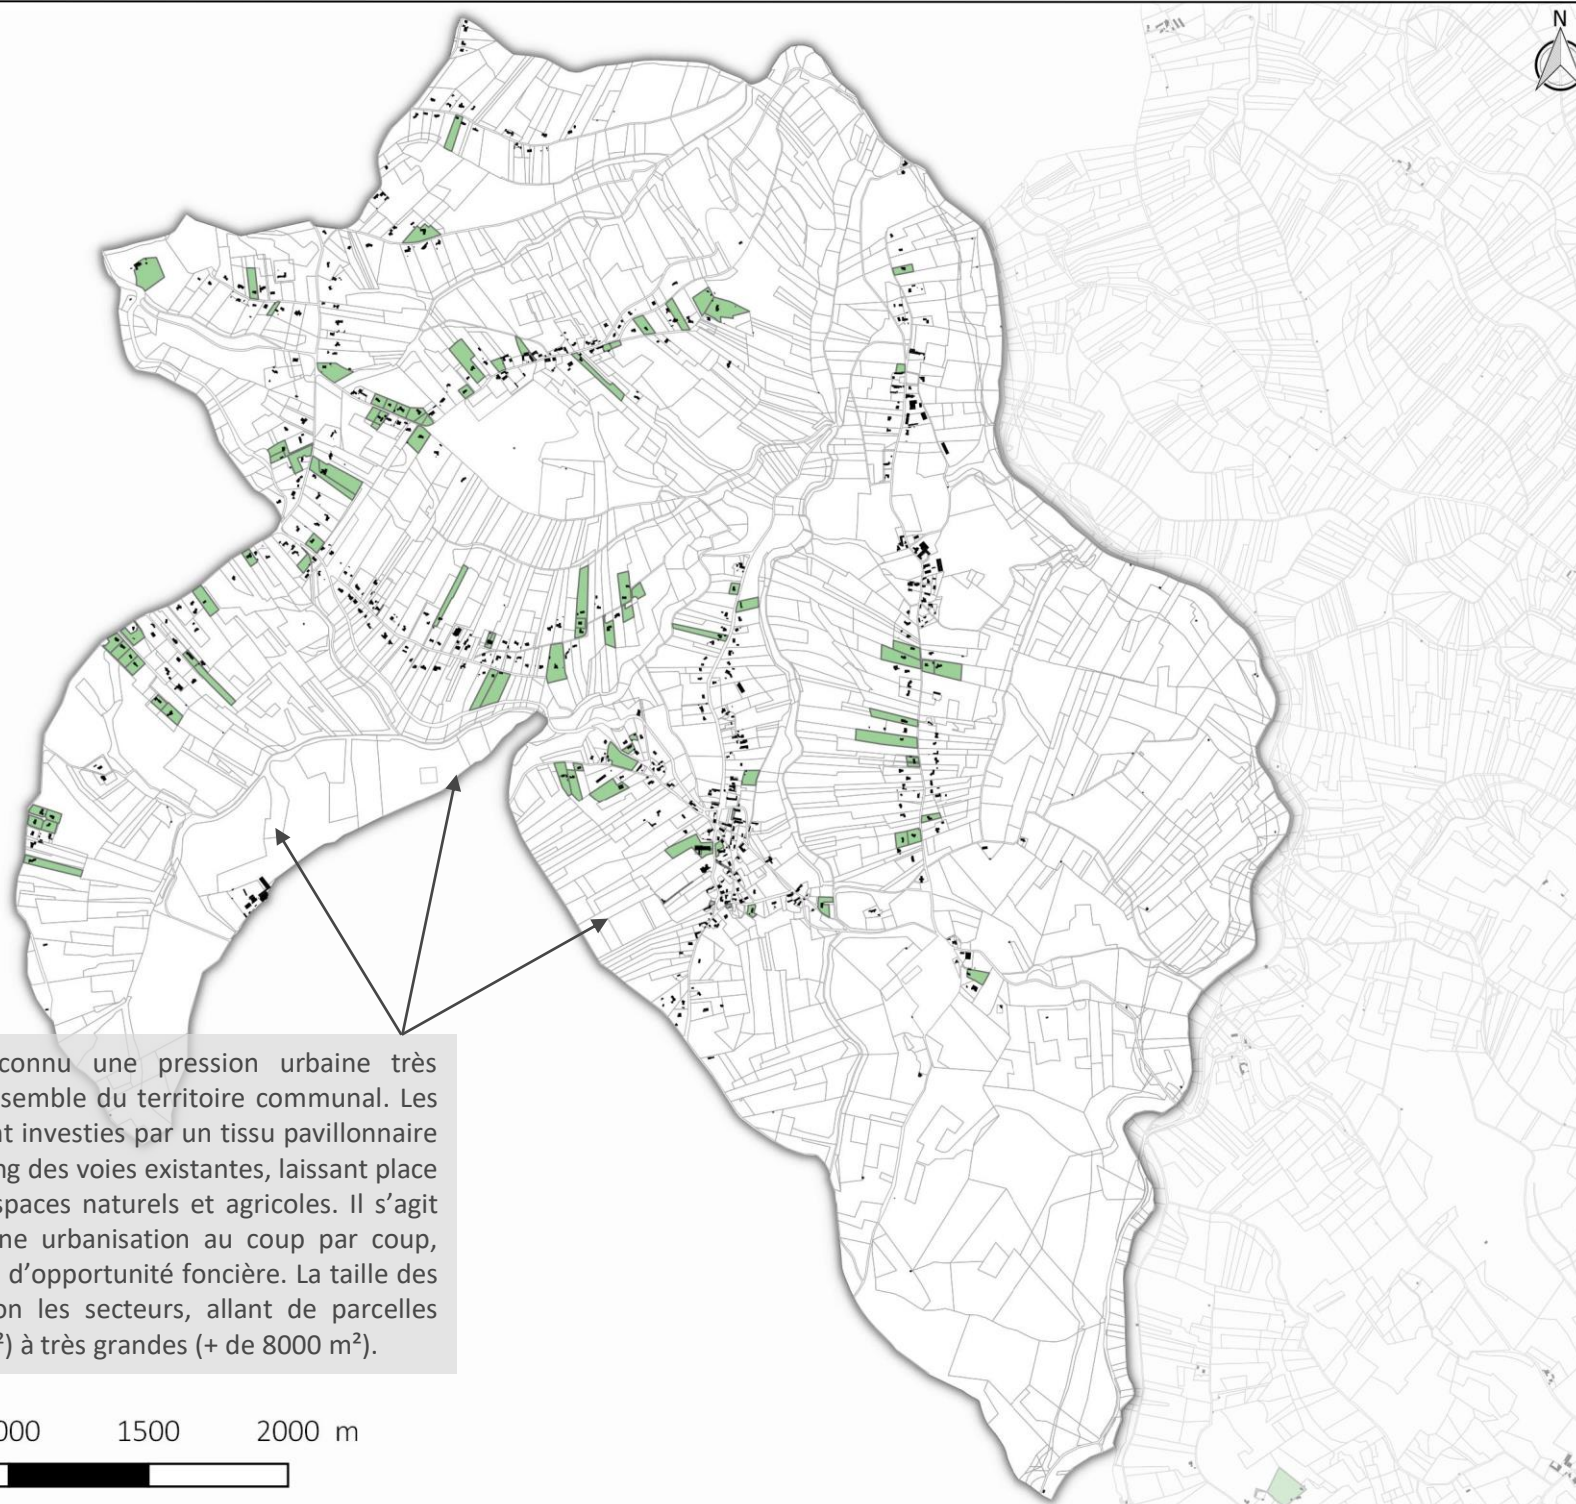 N
connu une pression urbaine très
semble du territoire communal. Les
t investies par un tissu pavillonnaire
ng des voies existantes, laissant place
spaces naturels et agricoles. Il s’agit
ne urbanisation au coup par coup,
d’opportunité foncière. La taille des
on les secteurs, allant de parcelles
²) à très grandes (+ de 8000 m²).
000 1500 2000 m